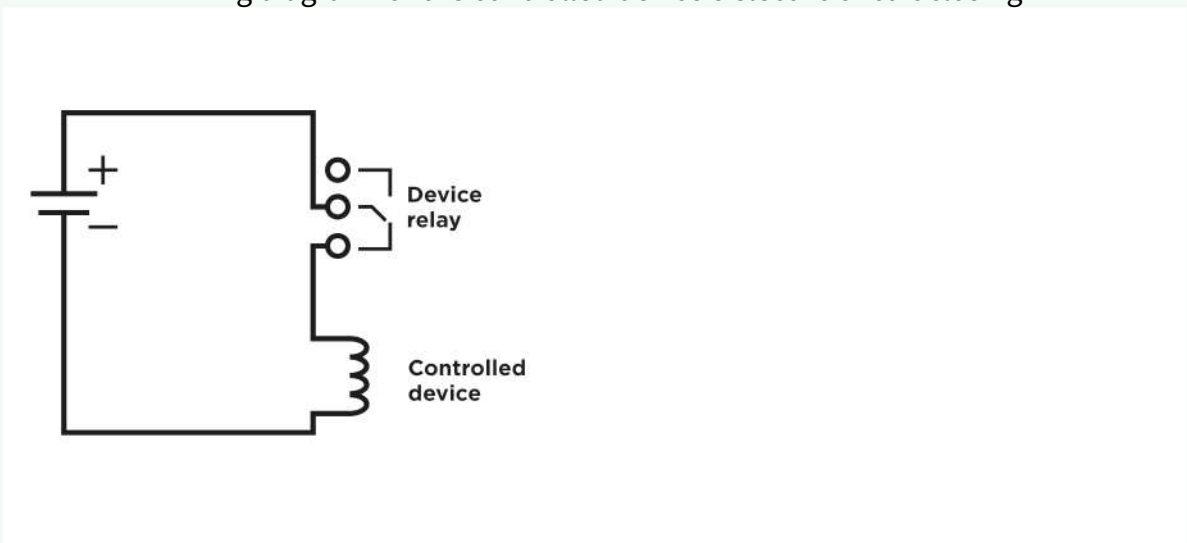 +
Device
relay
—
Controlled
device